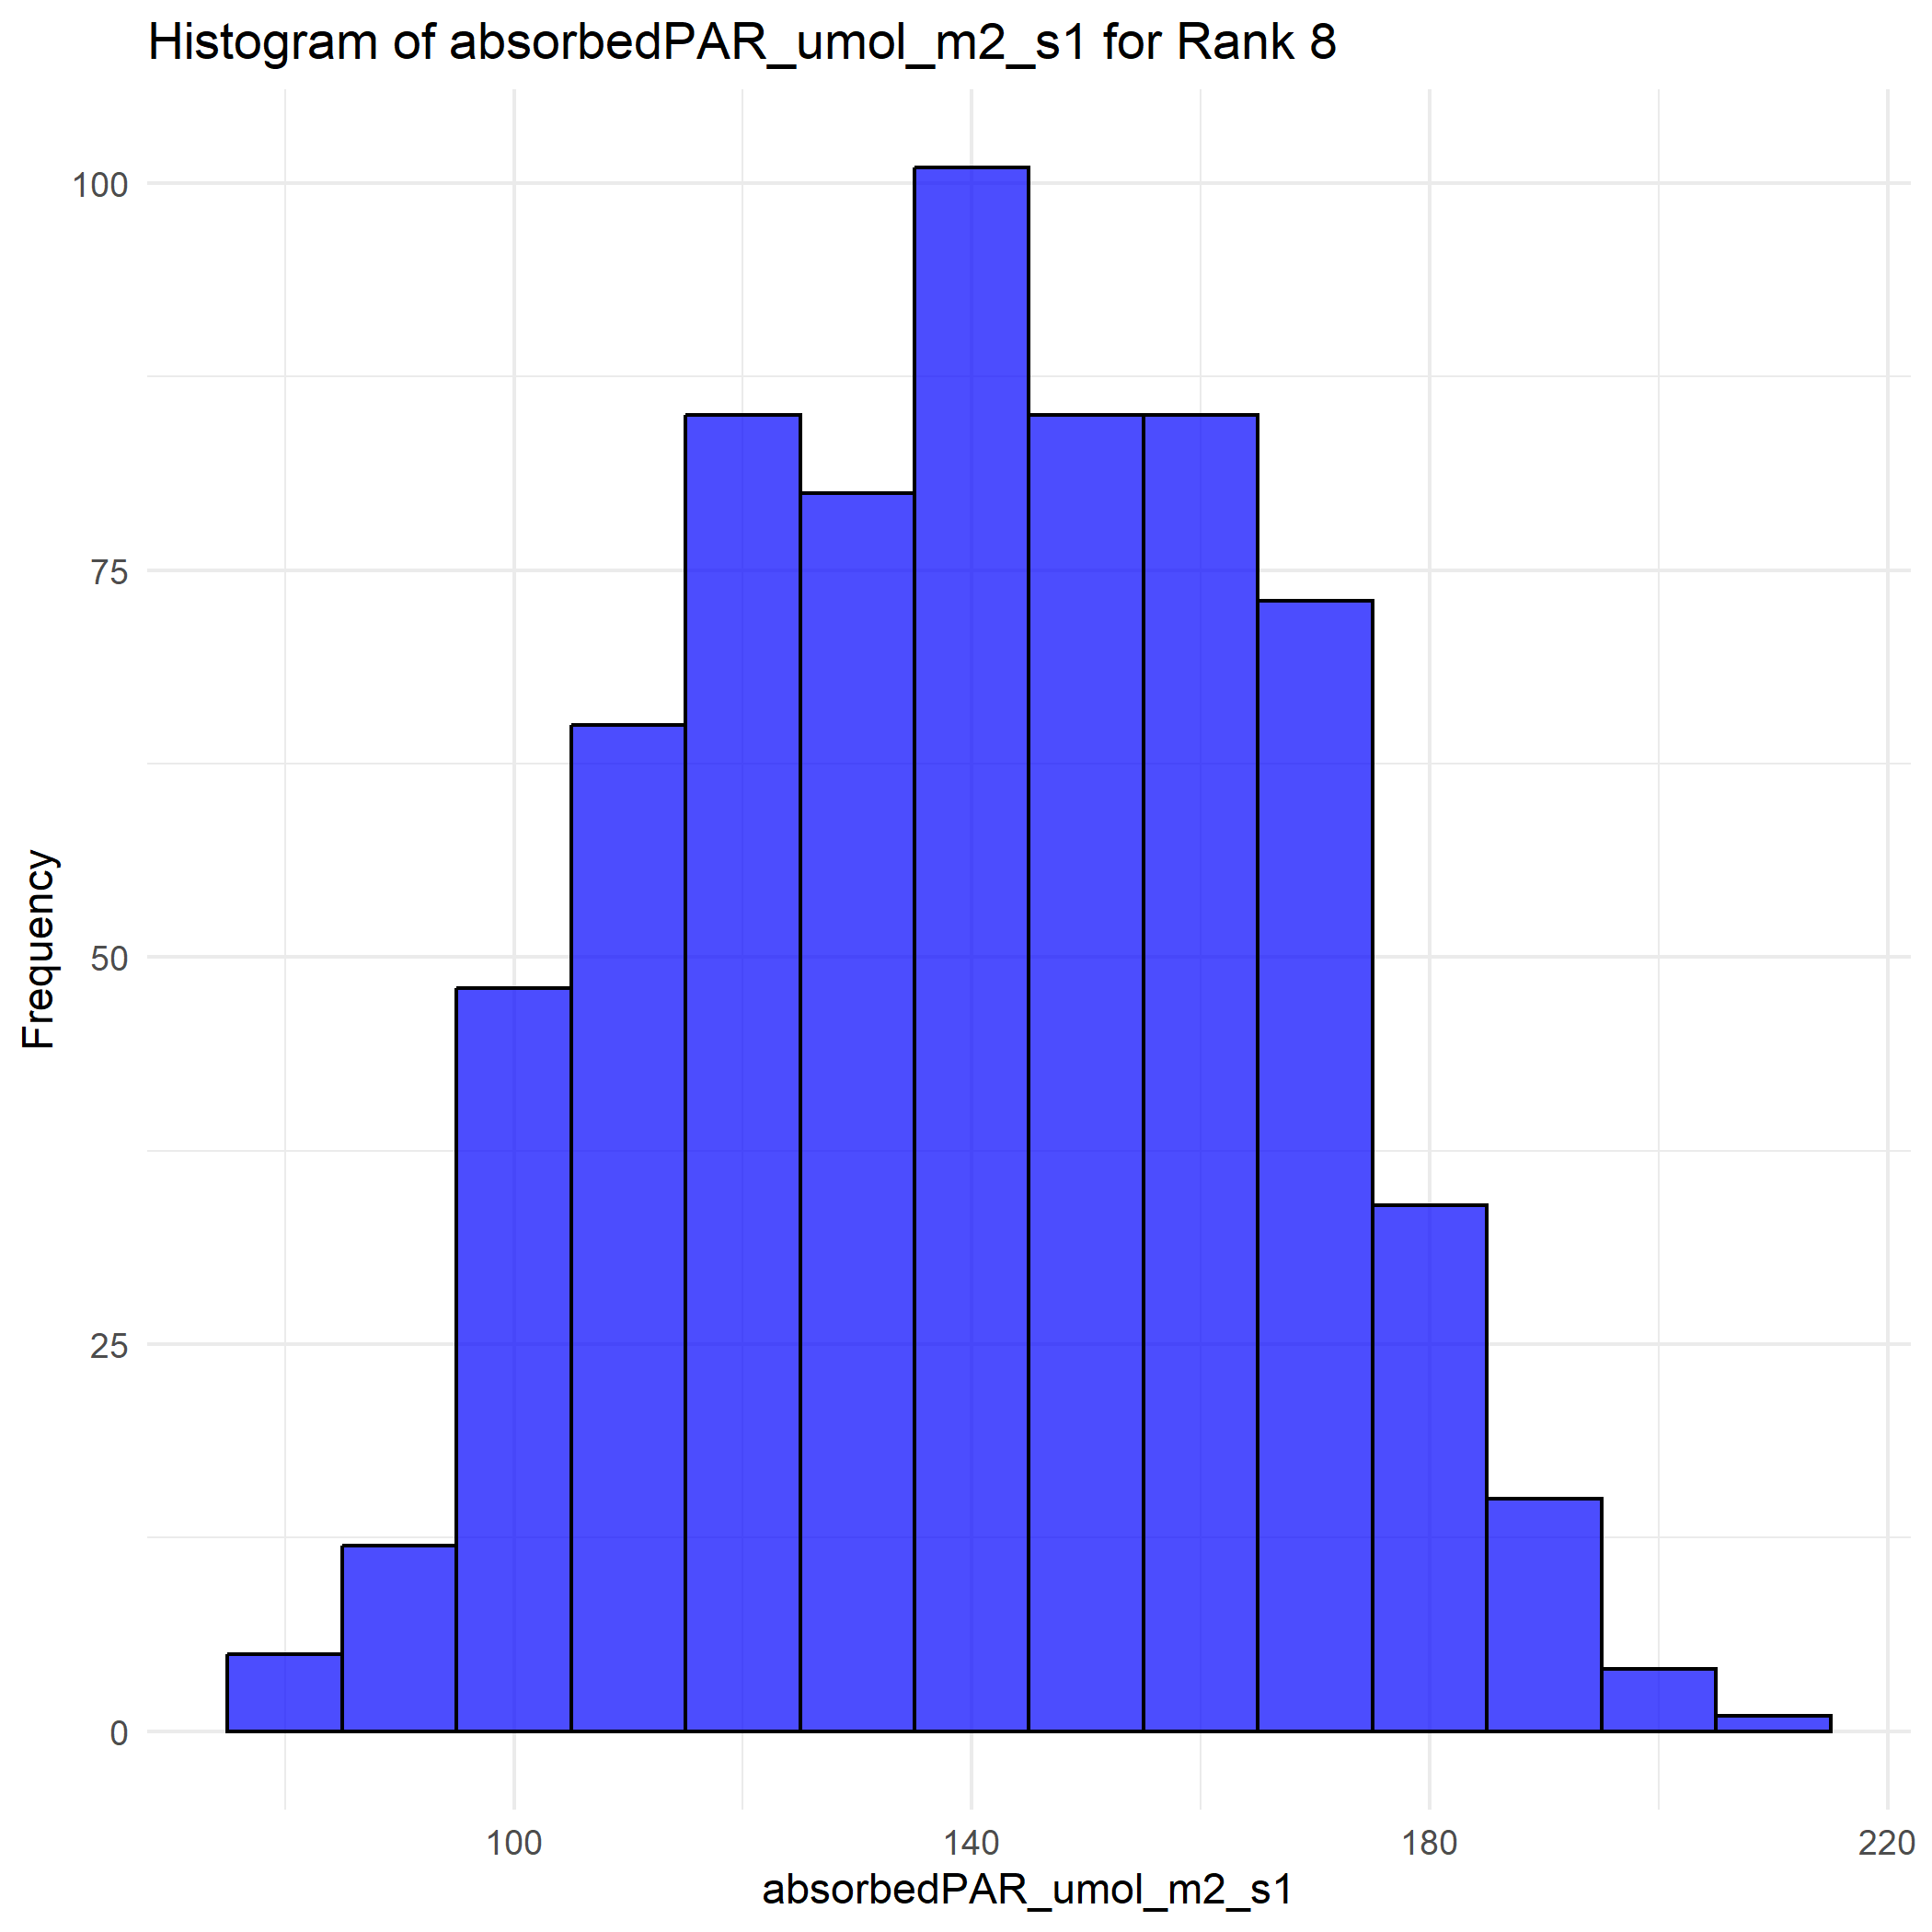 Histogram of absorbedPAR_umol_m2_s1 for Rank 8
100
75
50
25
0
Frequency
100 140 180 220
absorbedPAR_umol_m2_s1